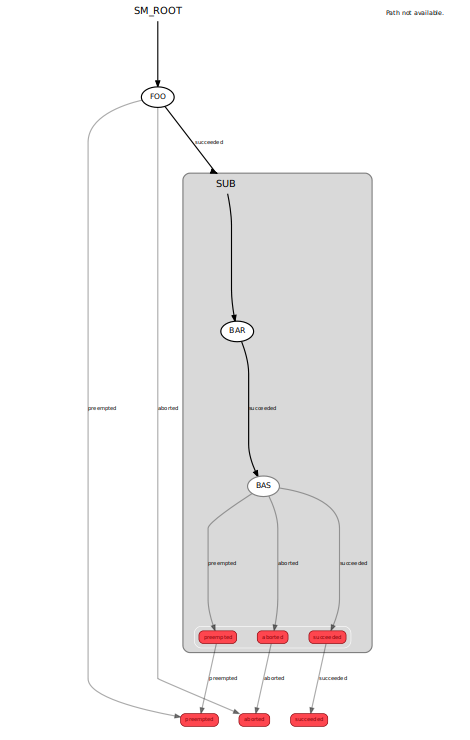 SM_ROOT
Path not available.
FOO
succeeded
SUB
BAR
preempted
aborted
succeeded
BAS
preempted
aborted
succeeded
preempted
aborted
succeeded
preempted
aborted
succeeded
preempted
aborted
succeeded